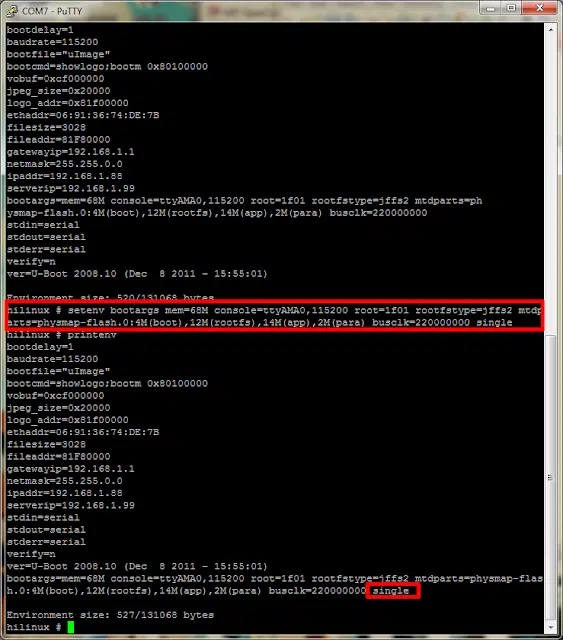 COM7 - PuTTY
bootdelay=1
baudrate=115200
bootfile="uImage"
bootcmd=showlogo;bootm 0x80100000
vobuf=0xcf000000
jpeg_size=0x20000
logo_addr=0x81f00000
ethaddr=06:91:36:74:DE:7B
filesize=3028
fileaddr=81F80000
gatewayip=192.168.1.1
netmask=255.255.0.0
ipaddr=192.168.1.88
serverip=192.168.1.99
bootargs=mem=68M console=ttyAMA0,115200 root=1f01 rootfstype=jffs2 mtdparts=ph
ysmap-flash.0:4M(boot),12M(rootfs),14M(app),2M(para) busclk=220000000
stdin=serial
stdout=serial
stderr=serial
verify=n
ver=U-Boot 2008.10 (Dec  8 2011 - 15:55:01)
Environment size: 520/131068 bytes
hilinux # setenv bootargs mem=68M console=ttyAMA0,115200 root=1f01 rootfstype=jffs2 mtdp
arts=physmap-flash.0:4M(boot),12M(rootfs),14M(app),2M(para) busclk=220000000 single
hilinux # printenv
bootdelay=1
baudrate=115200
bootfile="uImage"
bootcmd=showlogo;bootm 0x80100000
vobuf=0xcf000000
jpeg_size=0x20000
logo_addr=0x81f00000
ethaddr=06:91:36:74:DE:7B
filesize=3028
fileaddr=81F80000
gatewayip=192.168.1.1
netmask=255.255.0.0
ipaddr=192.168.1.88
serverip=192.168.1.99
stdin=serial
stdout=serial
stderr=serial
verify=n
ver=U-Boot 2008.10 (Dec  8 2011 - 15:55:01)
bootargs=mem=68M console=ttyAMA0,115200 root=1f01 rootfstype=jffs2 mtdparts=physmap-flas
h.0:4M(boot),12M(rootfs),14M(app),2M(para) busclk=220000000 single
Environment size: 527/131068 bytes
hilinux #